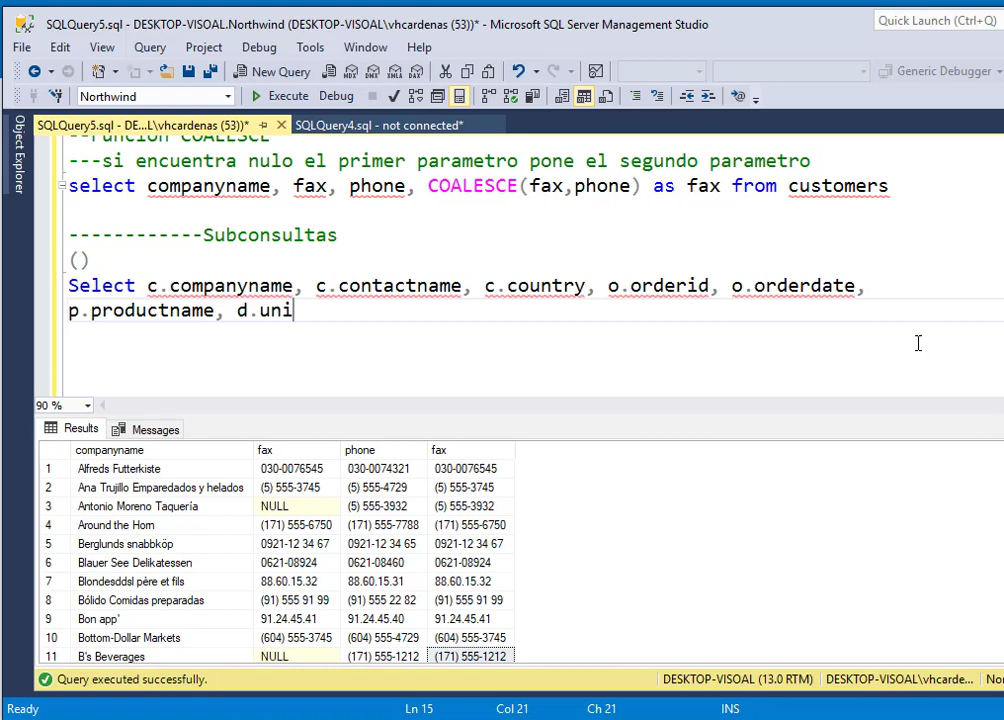 SQLQuery5.sql - DESKTOP-VISOAL.Northwind (DESKTOP-VISOAL\vhcardenas (53))* - Microsoft SQL Server Management Studio
Quick Launch (Ctrl+Q)
File Edit View Query Project Debug Tools Window Help
New Query
Generic Debugger
Northwind
Execute Debug
Object Explorer
SQLQuery5.sql - DE...L\vhcardenas (53))*
SQLQuery4.sql - not connected*
--Funcion COALESCE
---si encuentra nulo el primer parametro pone el segundo parametro
select companyname, fax, phone, COALESCE(fax,phone) as fax from customers
------------Subconsultas
()
Select c.companyname, c.contactname, c.country, o.orderid, o.orderdate,
p.productname, d.uni
90 %
Results Messages
companyname fax phone fax
1 Alfreds Futterkiste 030-0076545 030-0074321 030-0076545
2 Ana Trujillo Emparedados y helados (5) 555-3745 (5) 555-4729 (5) 555-3745
3 Antonio Moreno Taquería NULL (5) 555-3932 (5) 555-3932
4 Around the Horn (171) 555-6750 (171) 555-7788 (171) 555-6750
5 Berglunds snabbköp 0921-12 34 67 0921-12 34 65 0921-12 34 67
6 Blauer See Delikatessen 0621-08924 0621-08460 0621-08924
7 Blondesddsl père et fils 88.60.15.32 88.60.15.31 88.60.15.32
8 Bólido Comidas preparadas (91) 555 91 99 (91) 555 22 82 (91) 555 91 99
9 Bon app' 91.24.45.41 91.24.45.40 91.24.45.41
10 Bottom-Dollar Markets (604) 555-3745 (604) 555-4729 (604) 555-3745
11 B's Beverages NULL (171) 555-1212 (171) 555-1212
Query executed successfully.
DESKTOP-VISOAL (13.0 RTM)
DESKTOP-VISOAL\vhcarde...
Nor
Ready
Ln 15 Col 21 Ch 21 INS